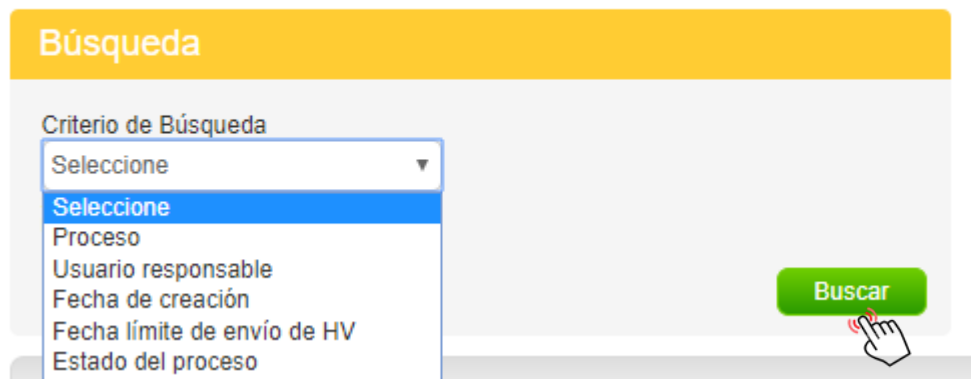 Búsqueda
Criterio de Búsqueda
Seleccione
Seleccione
Proceso
Usuario responsable
Fecha de creación
Fecha límite de envío de HV
Estado del proceso
Buscar